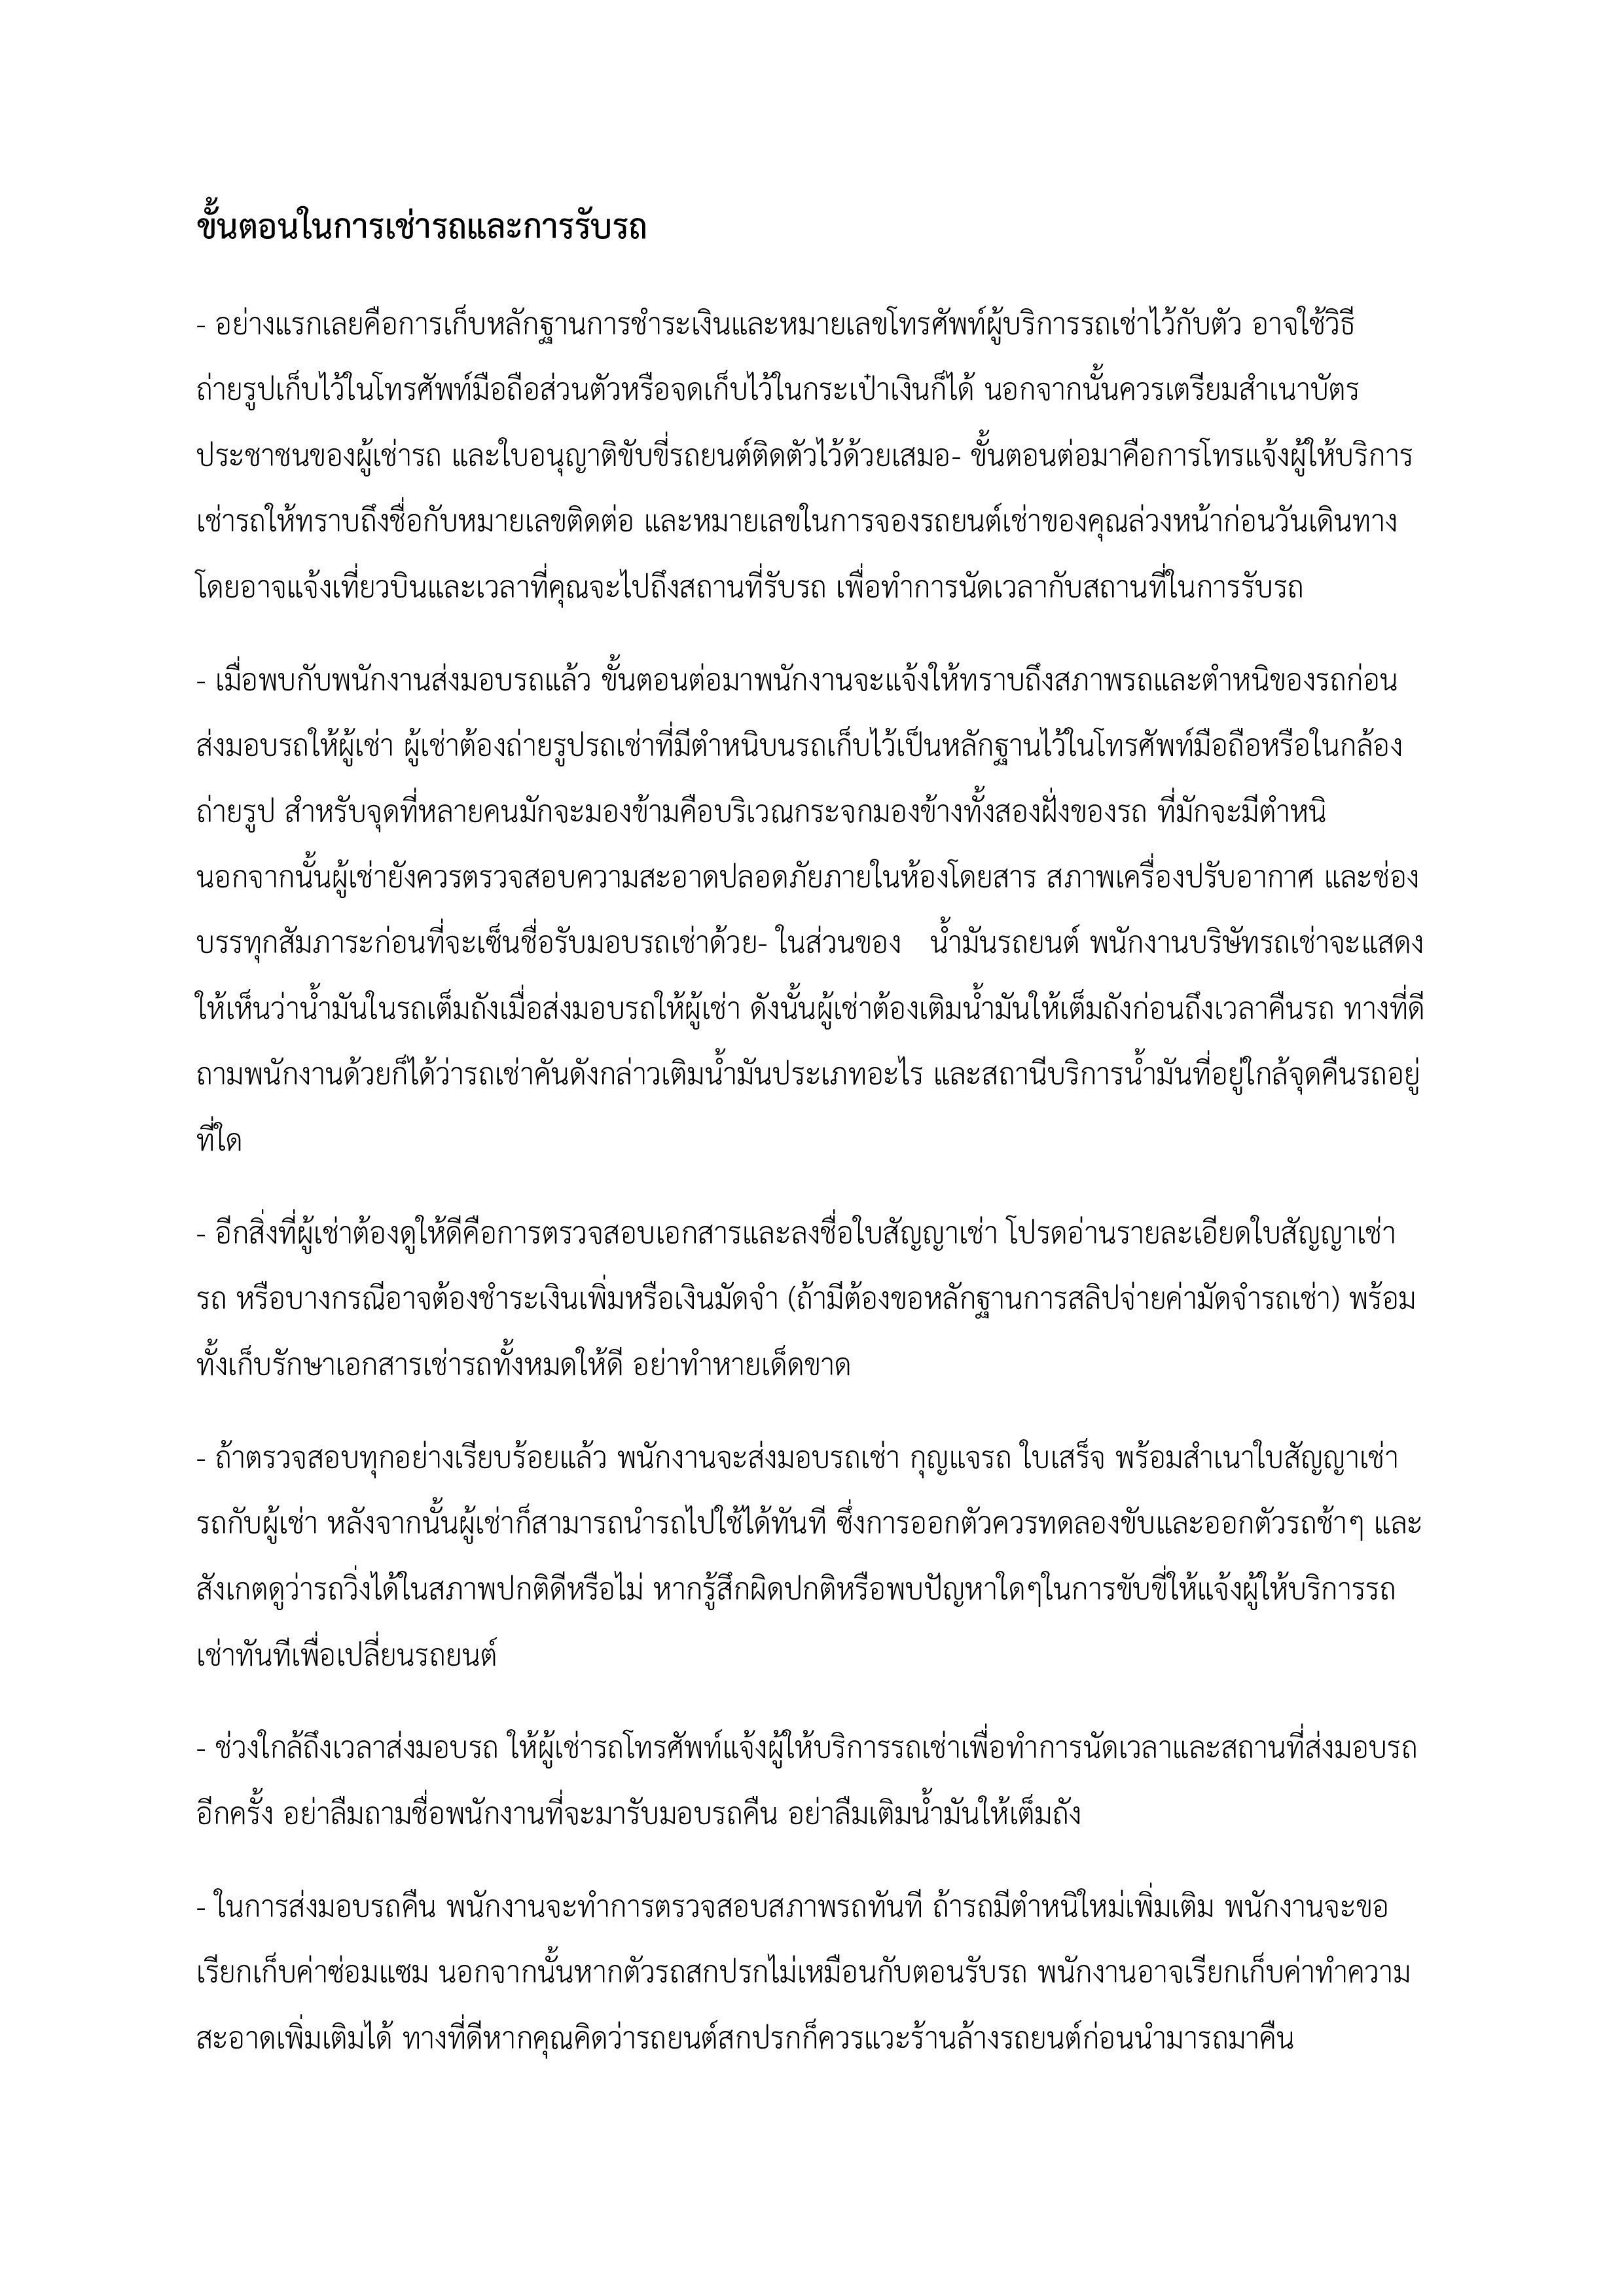 ขั้นตอนในการเช่ารถและการรับรถ
- อย่างแรกเลยคือการเก็บหลักฐานการชำระเงินและหมายเลขโทรศัพท์ผู้บริการรถเช่าไว้กับตัว อาจใช้วิธี
ถ่ายรูปเก็บไว้ในโทรศัพท์มือถือส่วนตัวหรือจดเก็บไว้ในกระเป๋าเงินก็ได้ นอกจากนั้นควรเตรียมสำเนาบัตร
ประชาชนของผู้เช่ารถ และใบอนุญาติขับขี่รถยนต์ติดตัวไว้ด้วยเสมอ- ขั้นตอนต่อมาคือการโทรแจ้งผู้ให้บริการ
เช่ารถให้ทราบถึงชื่อกับหมายเลขติดต่อ และหมายเลขในการจองรถยนต์เช่าของคุณล่วงหน้าก่อนวันเดินทาง
โดยอาจแจ้งเที่ยวบินและเวลาที่คุณจะไปถึงสถานที่รับรถ เพื่อทำการนัดเวลากับสถานที่ในการรับรถ
- เมื่อพบกับพนักงานส่งมอบรถแล้ว ขั้นตอนต่อมาพนักงานจะแจ้งให้ทราบถึงสภาพรถและตำหนิของรถก่อน
ส่งมอบรถให้ผู้เช่า ผู้เช่าต้องถ่ายรูปรถเช่าที่มีตำหนิบนรถเก็บไว้เป็นหลักฐานไว้ในโทรศัพท์มือถือหรือในกล้อง
ถ่ายรูป สำหรับจุดที่หลายคนมักจะมองข้ามคือบริเวณกระจกมองข้างทั้งสองฝั่งของรถ ที่มักจะมีตำหนิ
นอกจากนั้นผู้เช่ายังควรตรวจสอบความสะอาดปลอดภัยภายในห้องโดยสาร สภาพเครื่องปรับอากาศ และช่อง
บรรทุกสัมภาระก่อนที่จะเซ็นชื่อรับมอบรถเช่าด้วย- ในส่วนของ   น้ำมันรถยนต์ พนักงานบริษัทรถเช่าจะแสดง
ให้เห็นว่าน้ำมันในรถเต็มถังเมื่อส่งมอบรถให้ผู้เช่า ดังนั้นผู้เช่าต้องเติมน้ำมันให้เต็มถังก่อนถึงเวลาคืนรถ ทางที่ดี
ถามพนักงานด้วยก็ได้ว่ารถเช่าคันดังกล่าวเติมน้ำมันประเภทอะไร และสถานีบริการน้ำมันที่อยู่ใกล้จุดคืนรถอยู่
ที่ใด
- อีกสิ่งที่ผู้เช่าต้องดูให้ดีคือการตรวจสอบเอกสารและลงชื่อใบสัญญาเช่า โปรดอ่านรายละเอียดใบสัญญาเช่า
รถ หรือบางกรณีอาจต้องชำระเงินเพิ่มหรือเงินมัดจำ (ถ้ามีต้องขอหลักฐานการสลิปจ่ายค่ามัดจำรถเช่า) พร้อม
ทั้งเก็บรักษาเอกสารเช่ารถทั้งหมดให้ดี อย่าทำหายเด็ดขาด
- ถ้าตรวจสอบทุกอย่างเรียบร้อยแล้ว พนักงานจะส่งมอบรถเช่า กุญแจรถ ใบเสร็จ พร้อมสำเนาใบสัญญาเช่า
รถกับผู้เช่า หลังจากนั้นผู้เช่าก็สามารถนำรถไปใช้ได้ทันที ซึ่งการออกตัวควรทดลองขับและออกตัวรถช้าๆ และ
สังเกตดูว่ารถวิ่งได้ในสภาพปกติดีหรือไม่ หากรู้สึกผิดปกติหรือพบปัญหาใดๆในการขับขี่ให้แจ้งผู้ให้บริการรถ
เช่าทันทีเพื่อเปลี่ยนรถยนต์
- ช่วงใกล้ถึงเวลาส่งมอบรถ ให้ผู้เช่ารถโทรศัพท์แจ้งผู้ให้บริการรถเช่าเพื่อทำการนัดเวลาและสถานที่ส่งมอบรถ
อีกครั้ง อย่าลืมถามชื่อพนักงานที่จะมารับมอบรถคืน อย่าลืมเติมน้ำมันให้เต็มถัง
- ในการส่งมอบรถคืน พนักงานจะทำการตรวจสอบสภาพรถทันที ถ้ารถมีตำหนิใหม่เพิ่มเติม พนักงานจะขอ
เรียกเก็บค่าซ่อมแซม นอกจากนั้นหากตัวรถสกปรกไม่เหมือนกับตอนรับรถ พนักงานอาจเรียกเก็บค่าทำความ
สะอาดเพิ่มเติมได้ ทางที่ดีหากคุณคิดว่ารถยนต์สกปรกก็ควรแวะร้านล้างรถยนต์ก่อนนำมารถมาคืน